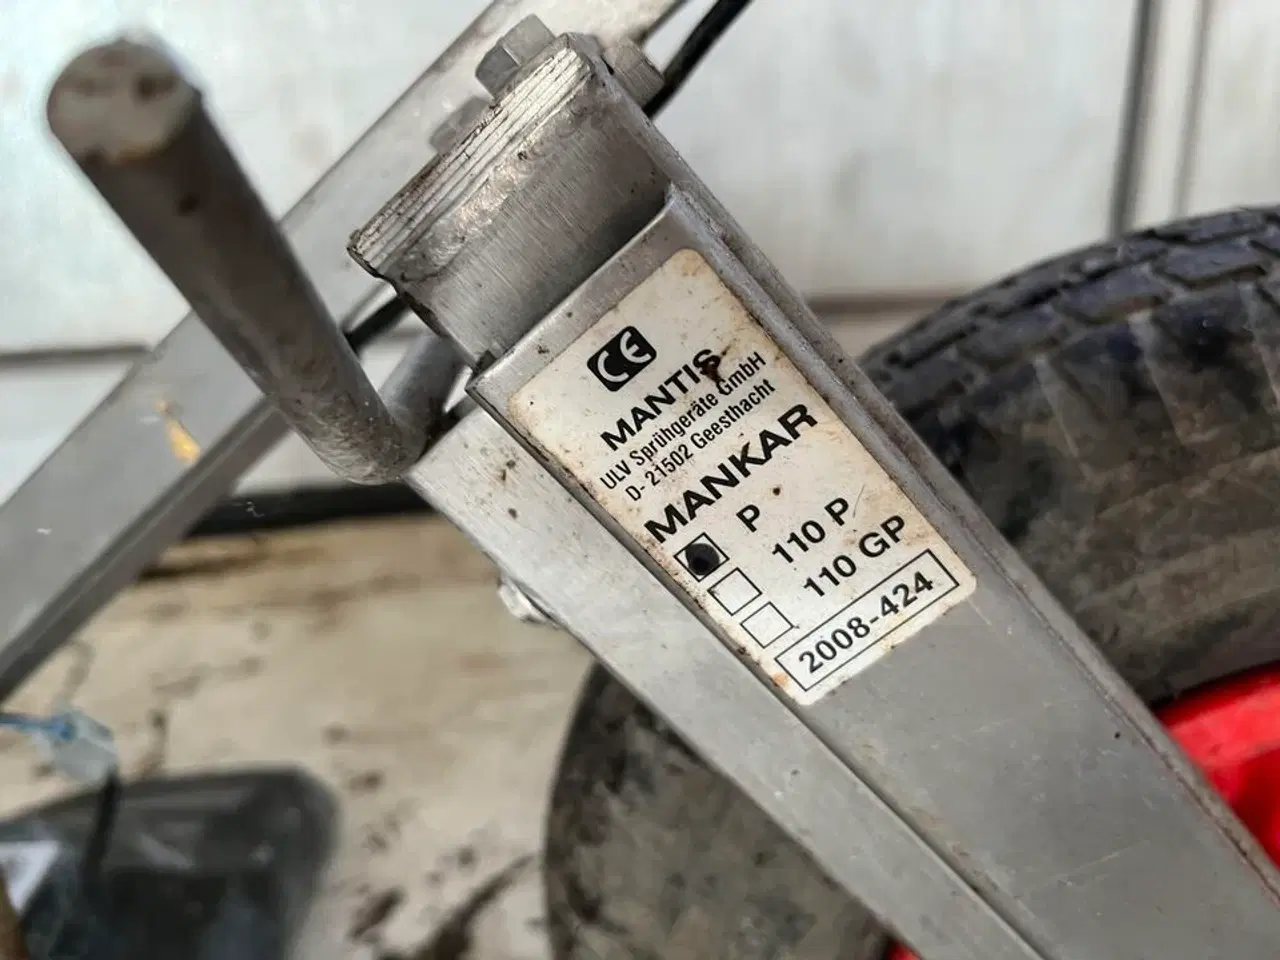 CE
MANTIS
ULV Sprühgeräte GmbH
D- 21502 Geesthacht
MANKAR
P
110 P
110 GP
2008-424